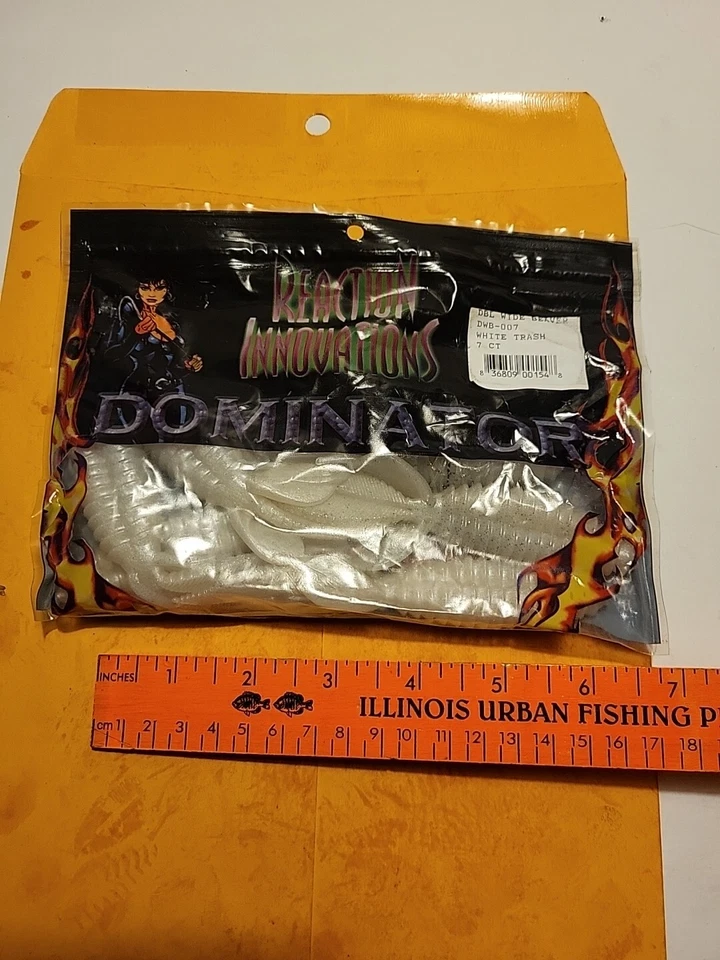 REACTION
INNOVATIONS
DOMINATOR
DBL WIDE BEAVER
DWB-007
WHITE TRASH
7 CT
8 36809 00154 8
INCHES 1 2 3 4 5 6 7
ILLINOIS URBAN FISHING P
cm 1 2 3 4 5 6 7 8 9 10 11 12 13 14 15 16 17 18